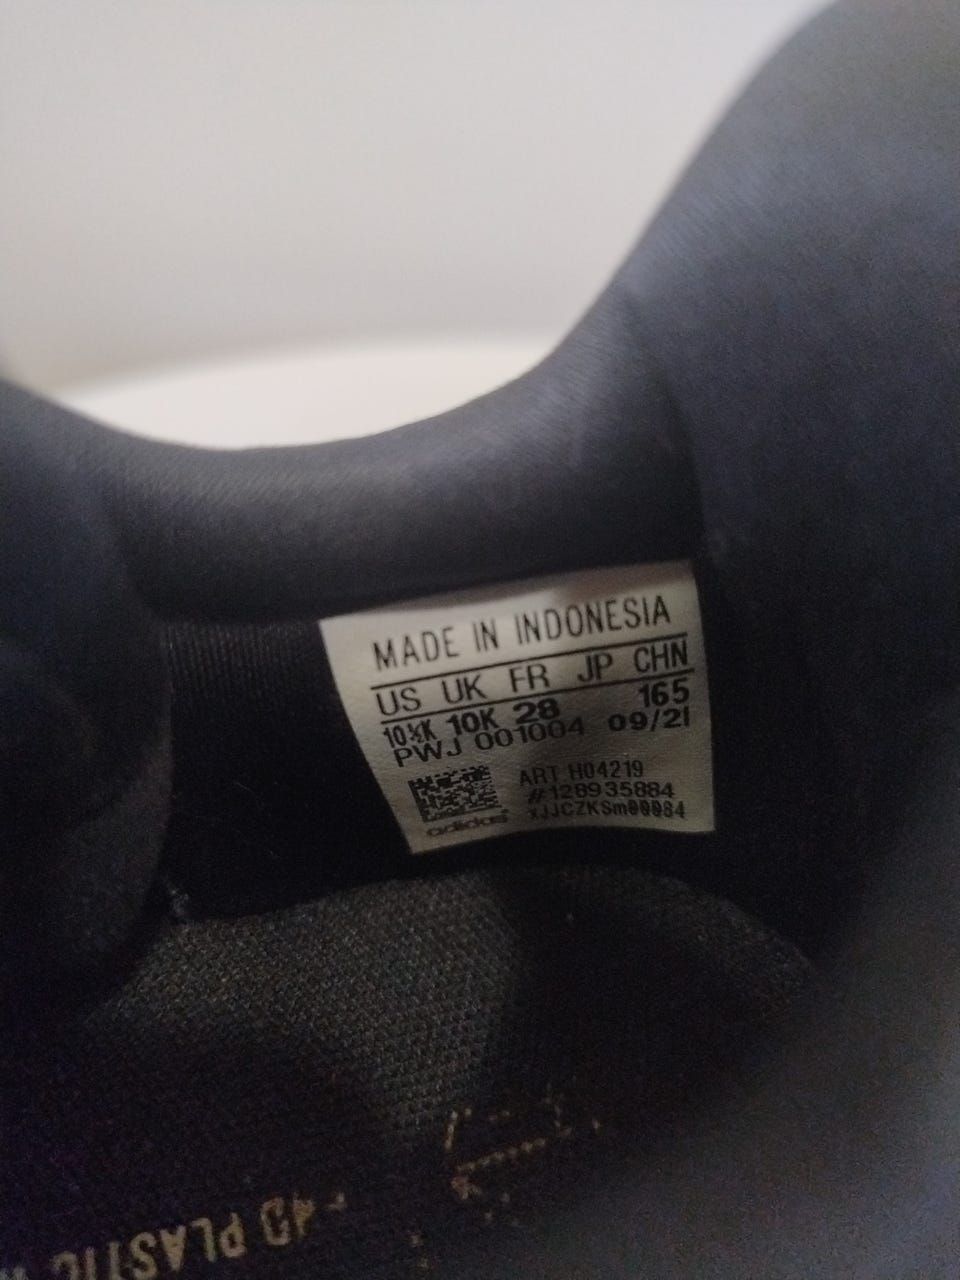 MADE IN INDONESIA
US UK FR JP CHN
10½K 10K 28 165
PWJ 001004 09/21
ART H04219
#128935884
adidas
PLASTIC